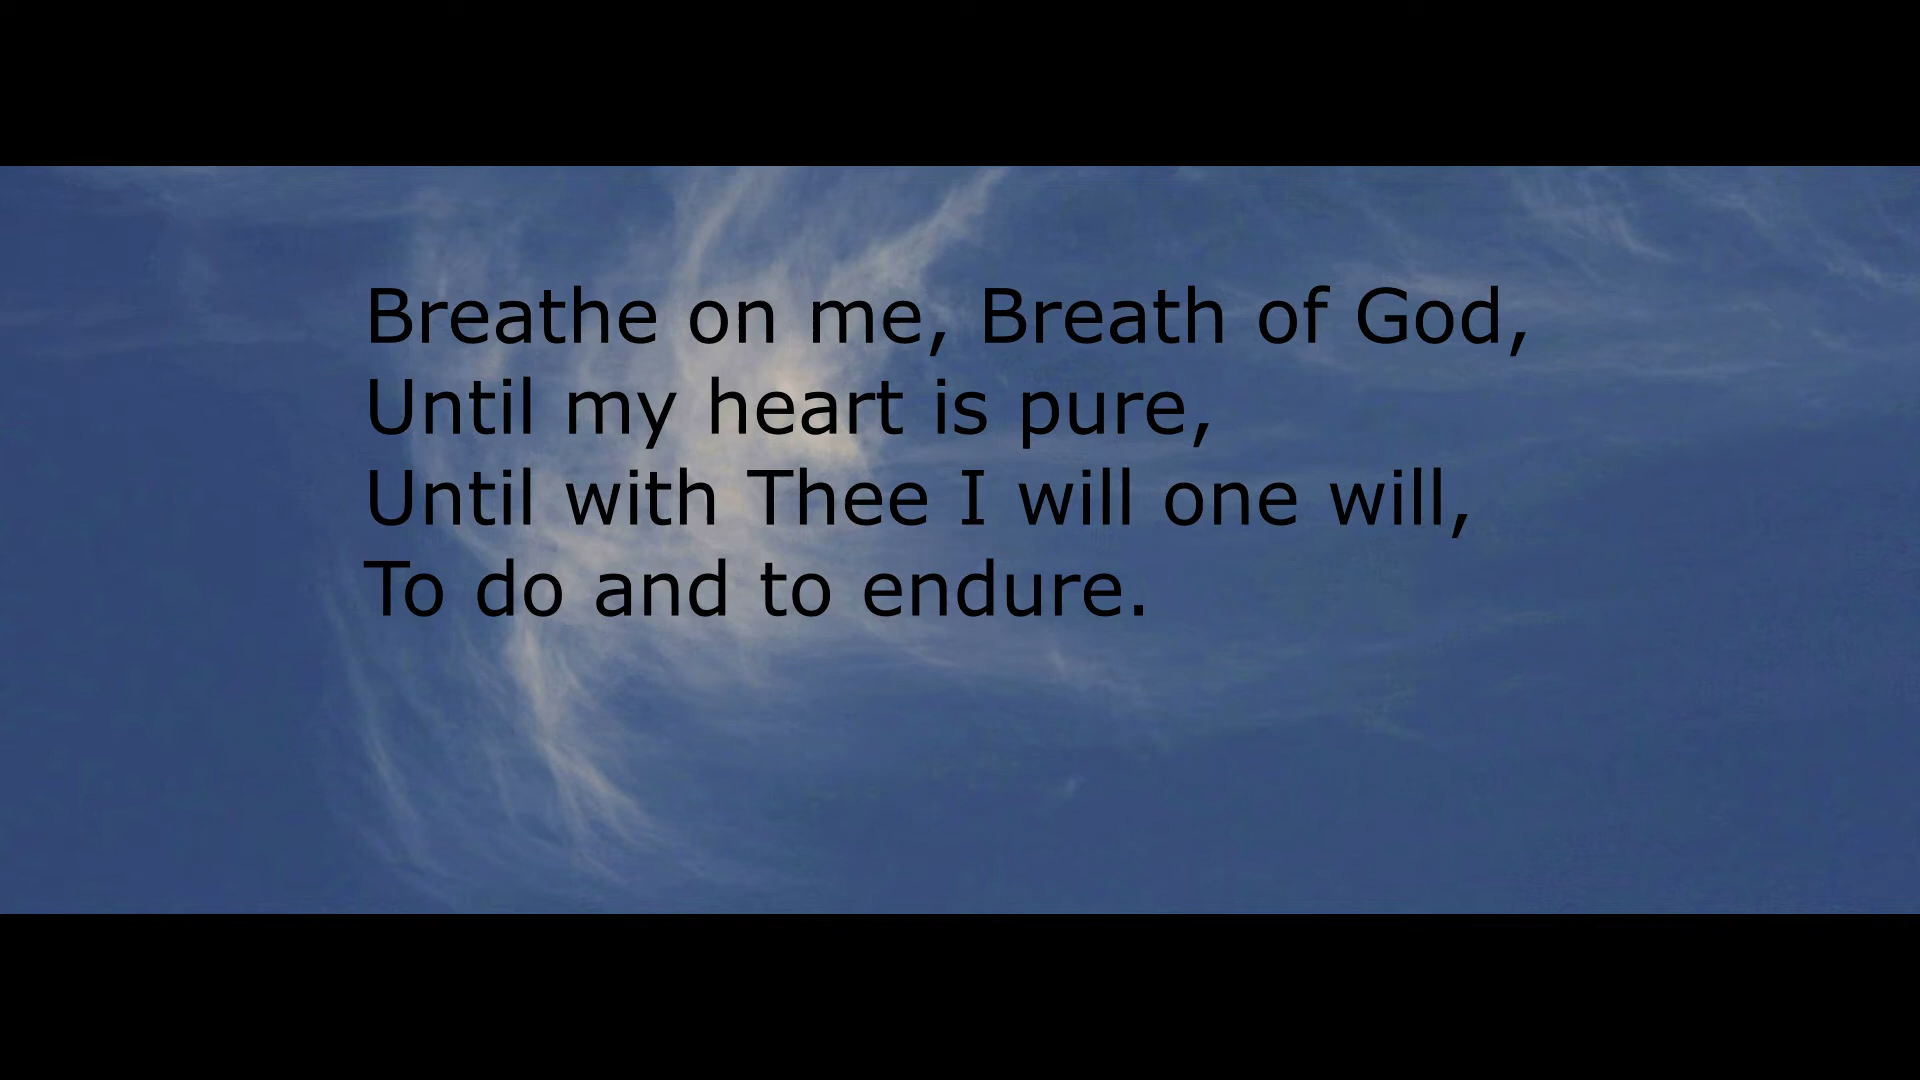 Breathe on me, Breath of God,
Until my heart is pure,
Until with Thee I will one will,
To do and to endure.